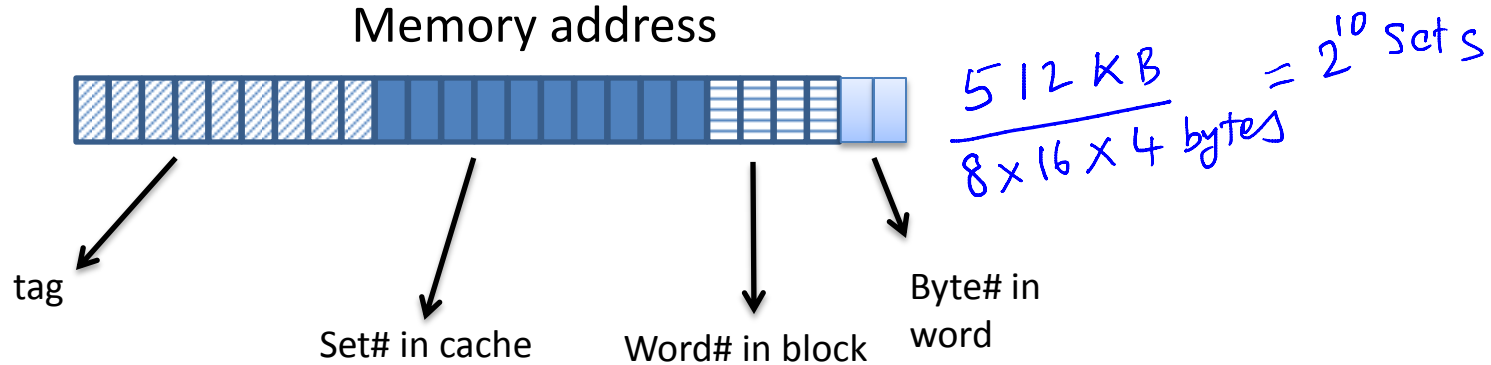 Memory address
512 KB
8 x 16 x 4 bytes
= 2^10 sets
tag
Set# in cache
Word# in block
Byte# in
word